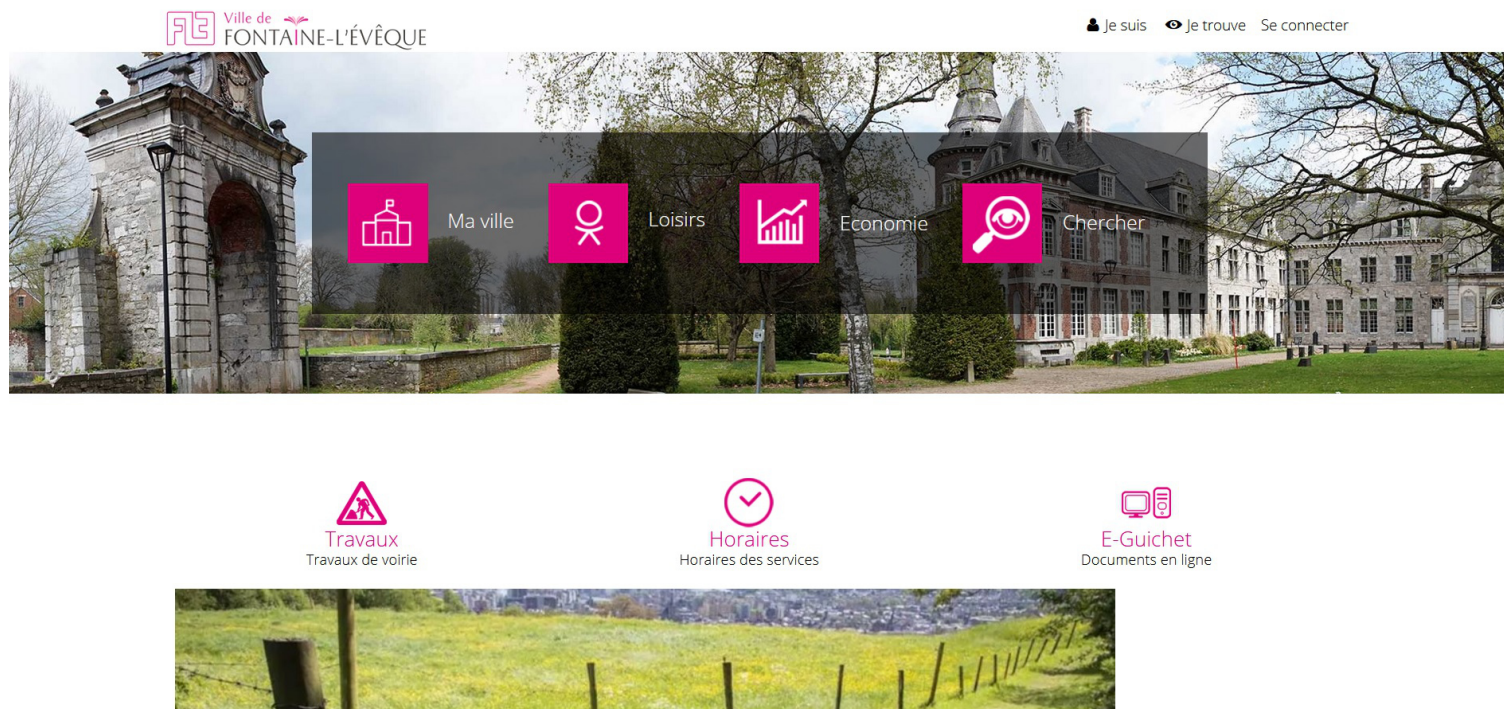 FLE
Ville de
FONTAINE-L'ÉVÊQUE
Je suis Je trouve Se connecter
Ma ville Loisirs Economie Chercher
Travaux
Travaux de voirie
Horaires
Horaires des services
E-Guichet
Documents en ligne